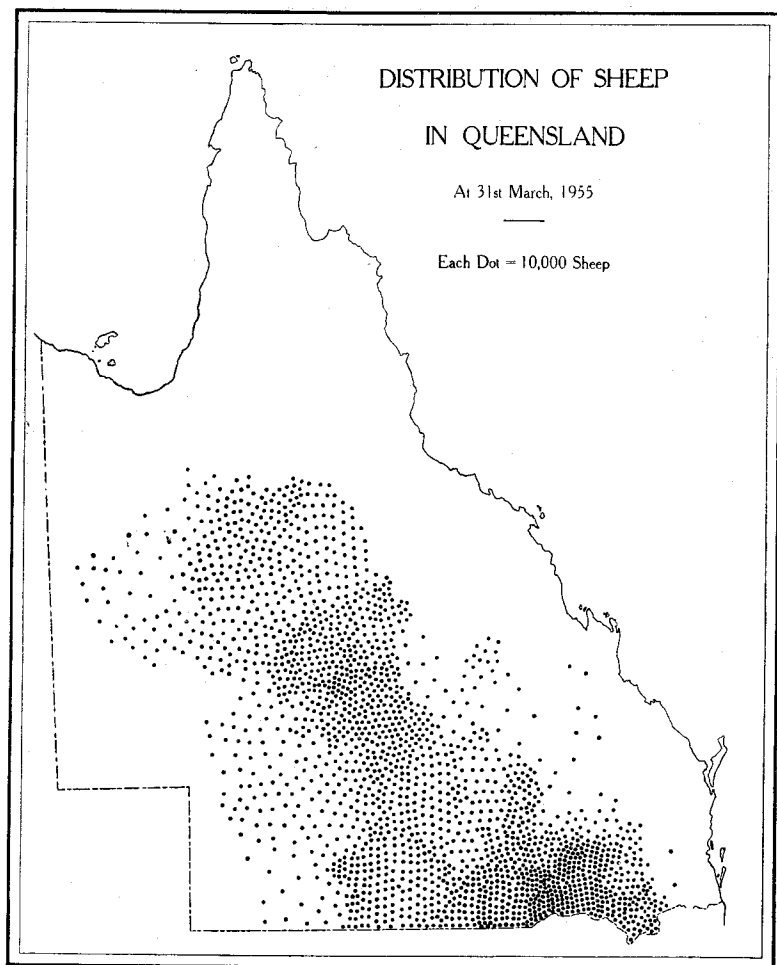 DISTRIBUTION OF SHEEP
IN QUEENSLAND
At 31st March, 1955
Each Dot = 10,000 Sheep